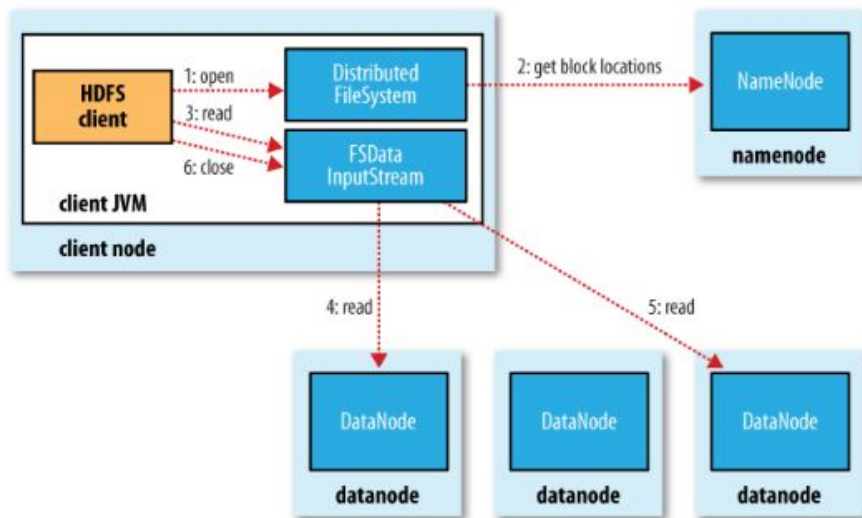 1: open
HDFS
client
3: read
6: close
Distributed
FileSystem
FSData
InputStream
client JVM
client node
2: get block locations
NameNode
namenode
4: read
5: read
DataNode
datanode
DataNode
datanode
DataNode
datanode